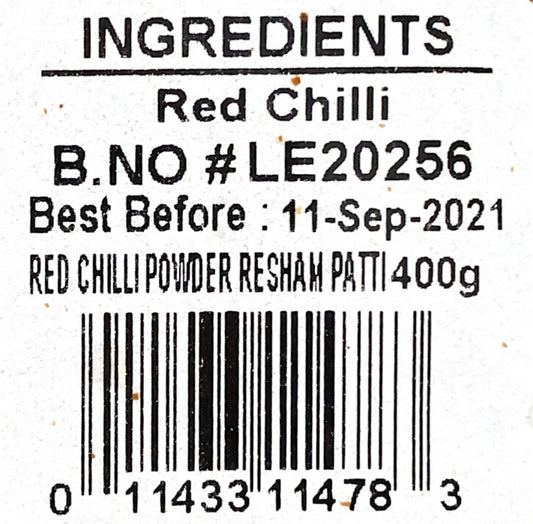 INGREDIENTS
Red Chilli
B.NO # LE20256
Best Before : 11-Sep-2021
RED CHILLI POWDER RESHAM PATTI 400g
0 11433 11478 3